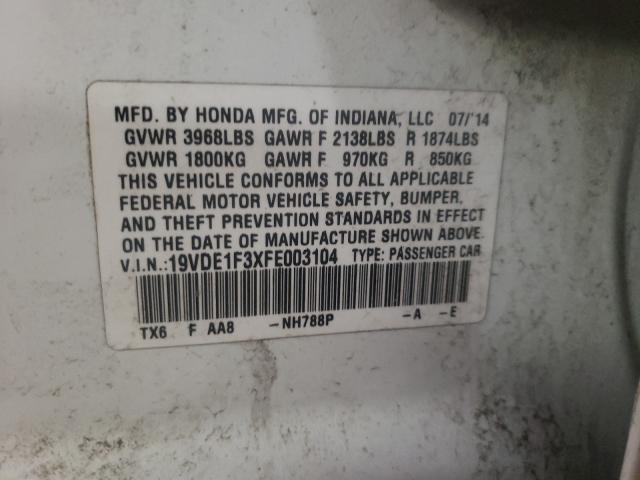 MFD. BY HONDA MFG. OF INDIANA, LLC 07/'14
GVWR 3968LBS GAWR F 2138LBS R 1874LBS
GVWR 1800KG GAWR F 970KG R 850KG
THIS VEHICLE CONFORMS TO ALL APPLICABLE
FEDERAL MOTOR VEHICLE SAFETY, BUMPER,
AND THEFT PREVENTION STANDARDS IN EFFECT
ON THE DATE OF MANUFACTURE SHOWN ABOVE.
V.I.N.:19VDE1F3XFE003104 TYPE: PASSENGER CAR
TX6 F AA8 -NH788P -A -E